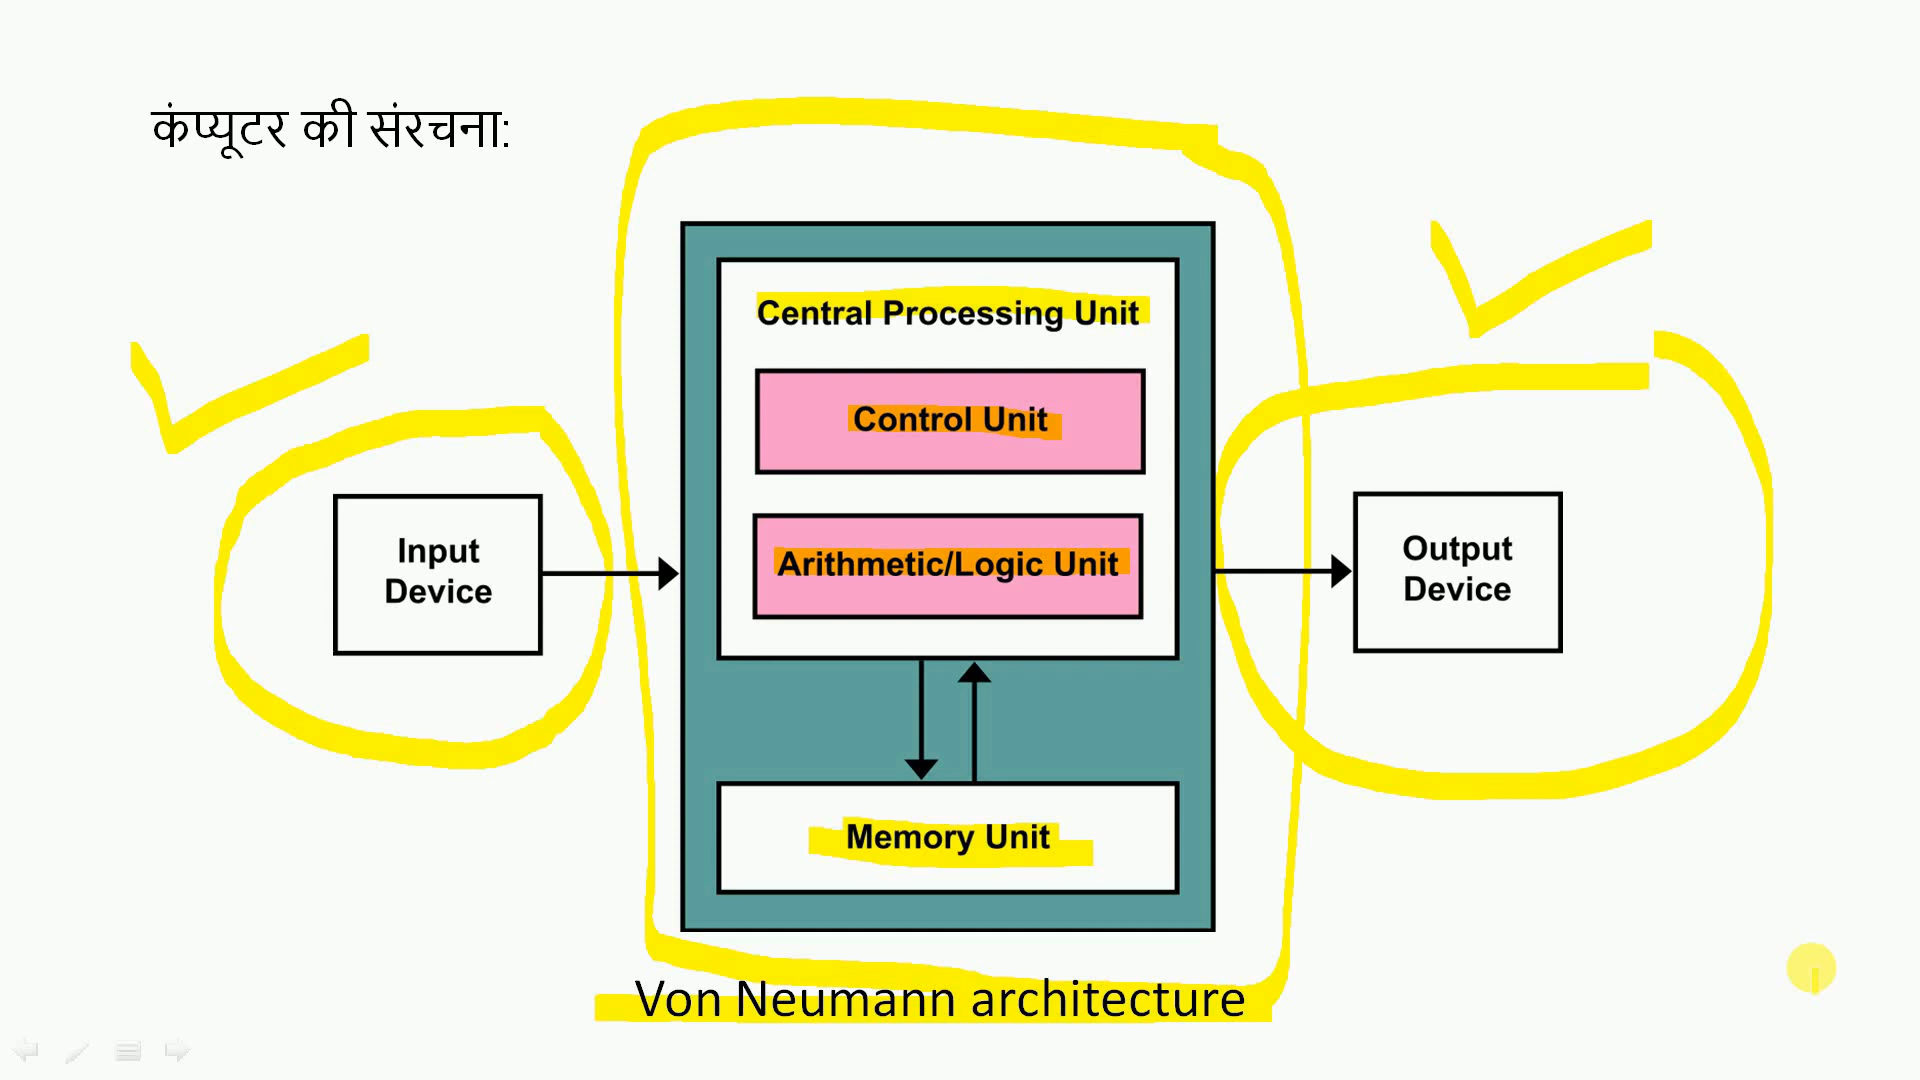 कंप्यूटर की संरचना:
Central Processing Unit
Control Unit
Arithmetic/Logic Unit
Input
Device
Output
Device
Memory Unit
Von Neumann architecture